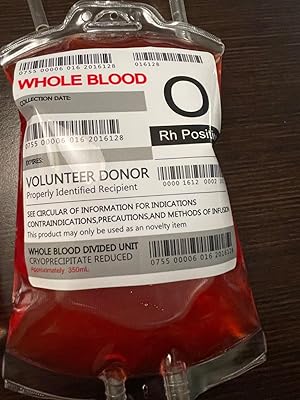 0755 00006 016 2016128
016128
WHOLE BLOOD
COLLECTION DATE:
O
0755 00006 016 2016128
Rh Positi
EXPIRES:
VOLUNTEER DONOR
Properly Identified Recipient
0000 1612 0002
SEE CIRCULAR OF INFORMATION FOR INDICATIONS
CONTRAINDICATIONS,PRECAUTIONS,AND METHODS OF INFUSION
This product may only be used as an novelty item
WHOLE BLOOD DIVIDED UNIT
CRYOPRECIPITATE REDUCED
Approximately 350mL
0755 00006 016 2016128